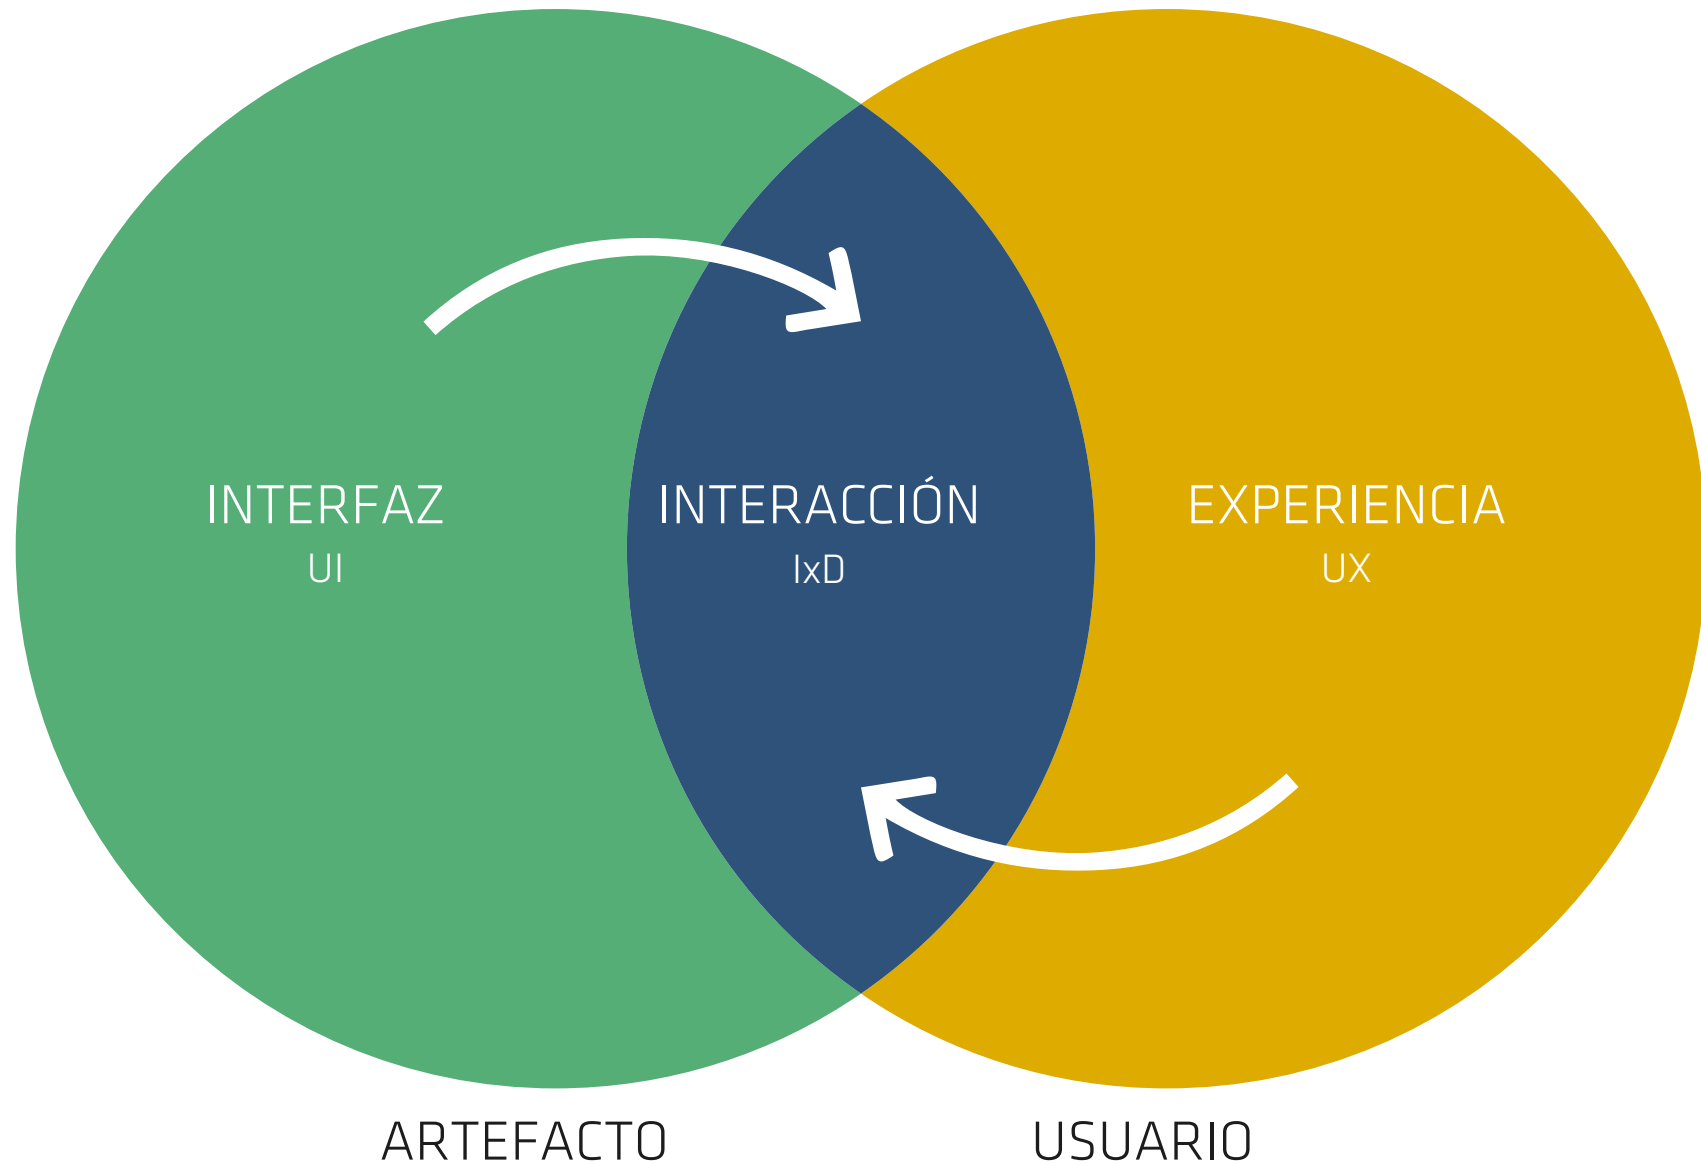 INTERFAZ
UI
INTERACCIÓN
IxD
EXPERIENCIA
UX
ARTEFACTO
USUARIO